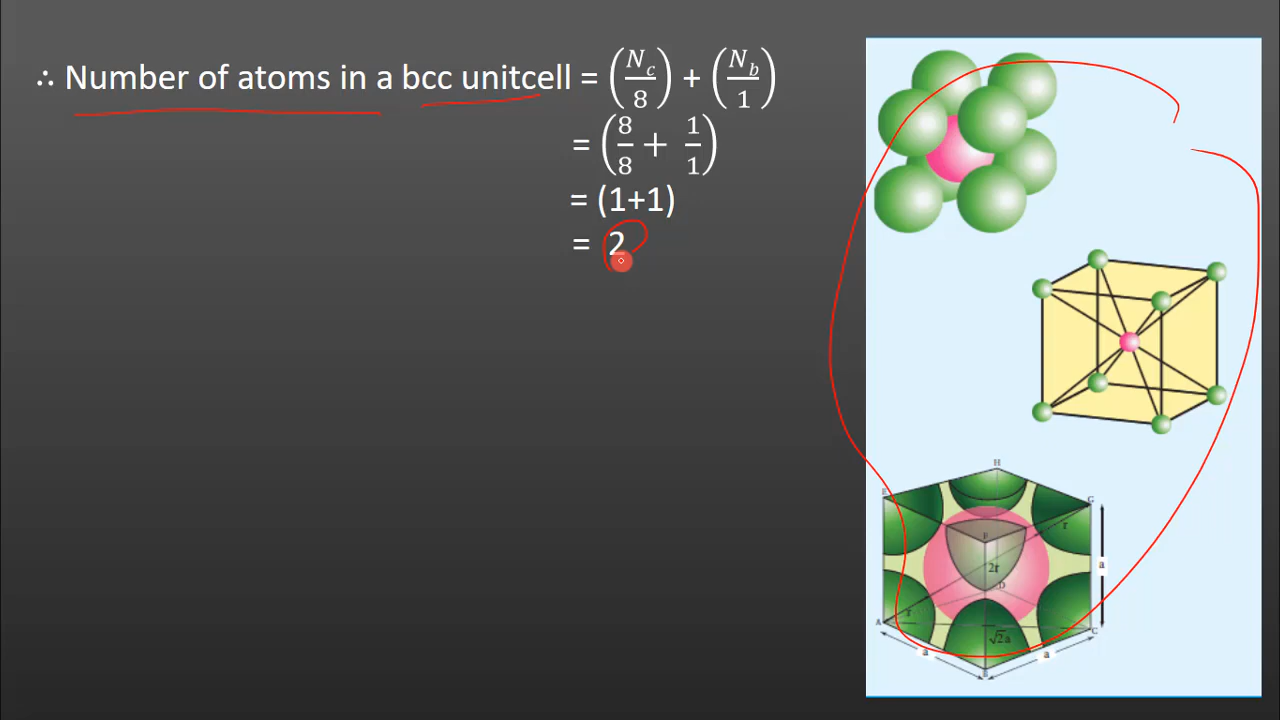 ∴ Number of atoms in a bcc unitcell = (N_c/8) + (N_b/1)
= (8/8 + 1/1)
= (1+1)
= 2
H
E
G
F
r
a
2r
D
r
A
√2a
C
a
a
B